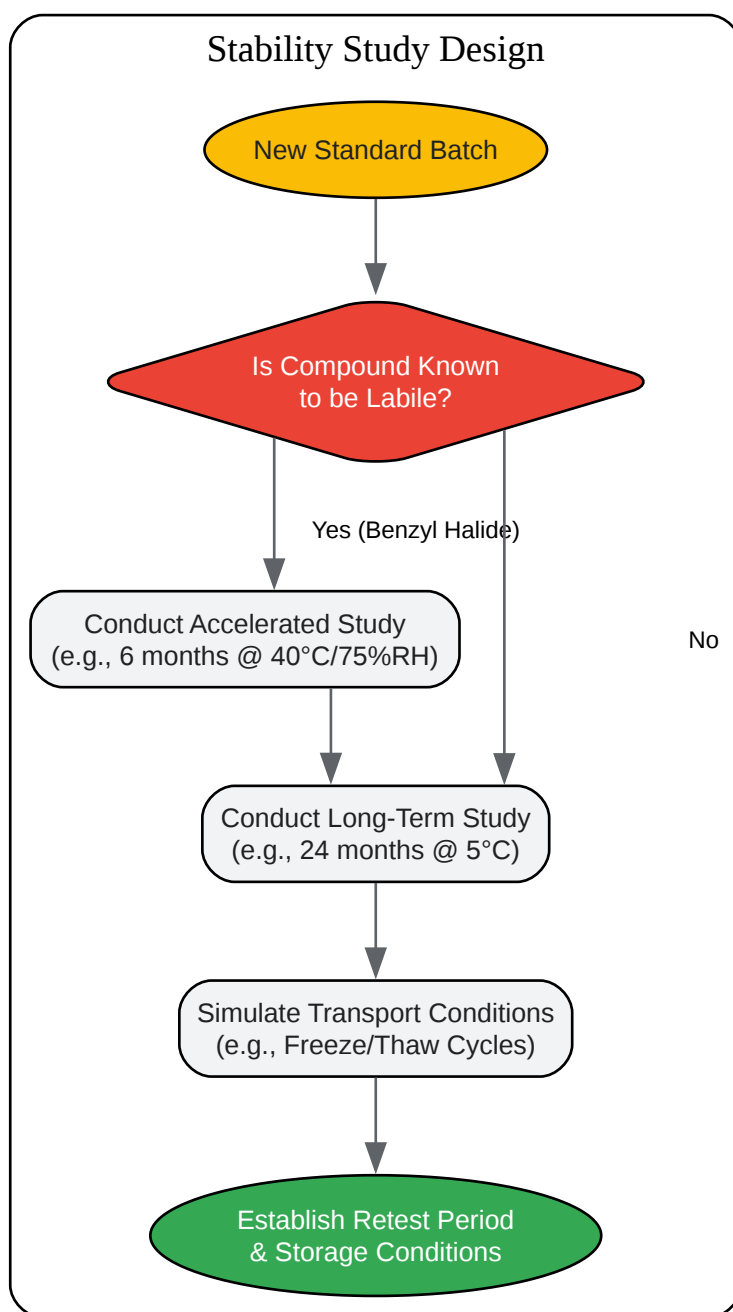 Stability Study Design
New Standard Batch
Is Compound Known
to be Labile?
Yes (Benzyl Halide)
Conduct Accelerated Study
(e.g., 6 months @ 40°C/75%RH)
No
Conduct Long-Term Study
(e.g., 24 months @ 5°C)
Simulate Transport Conditions
(e.g., Freeze/Thaw Cycles)
Establish Retest Period
& Storage Conditions